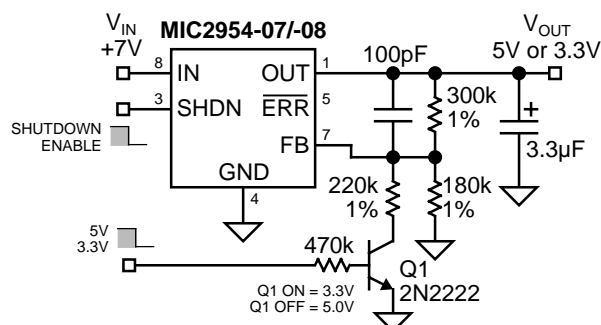 VIN
+7V
MIC2954-07/-08
VOUT
5V or 3.3V
100pF
8
IN
OUT
1
3
SHDN
ERR
5
300k
1%
+
3.3µF
SHUTDOWN
ENABLE
FB
7
GND
4
220k
1%
180k
1%
5V
3.3V
470k
Q1
2N2222
Q1 ON = 3.3V
Q1 OFF = 5.0V